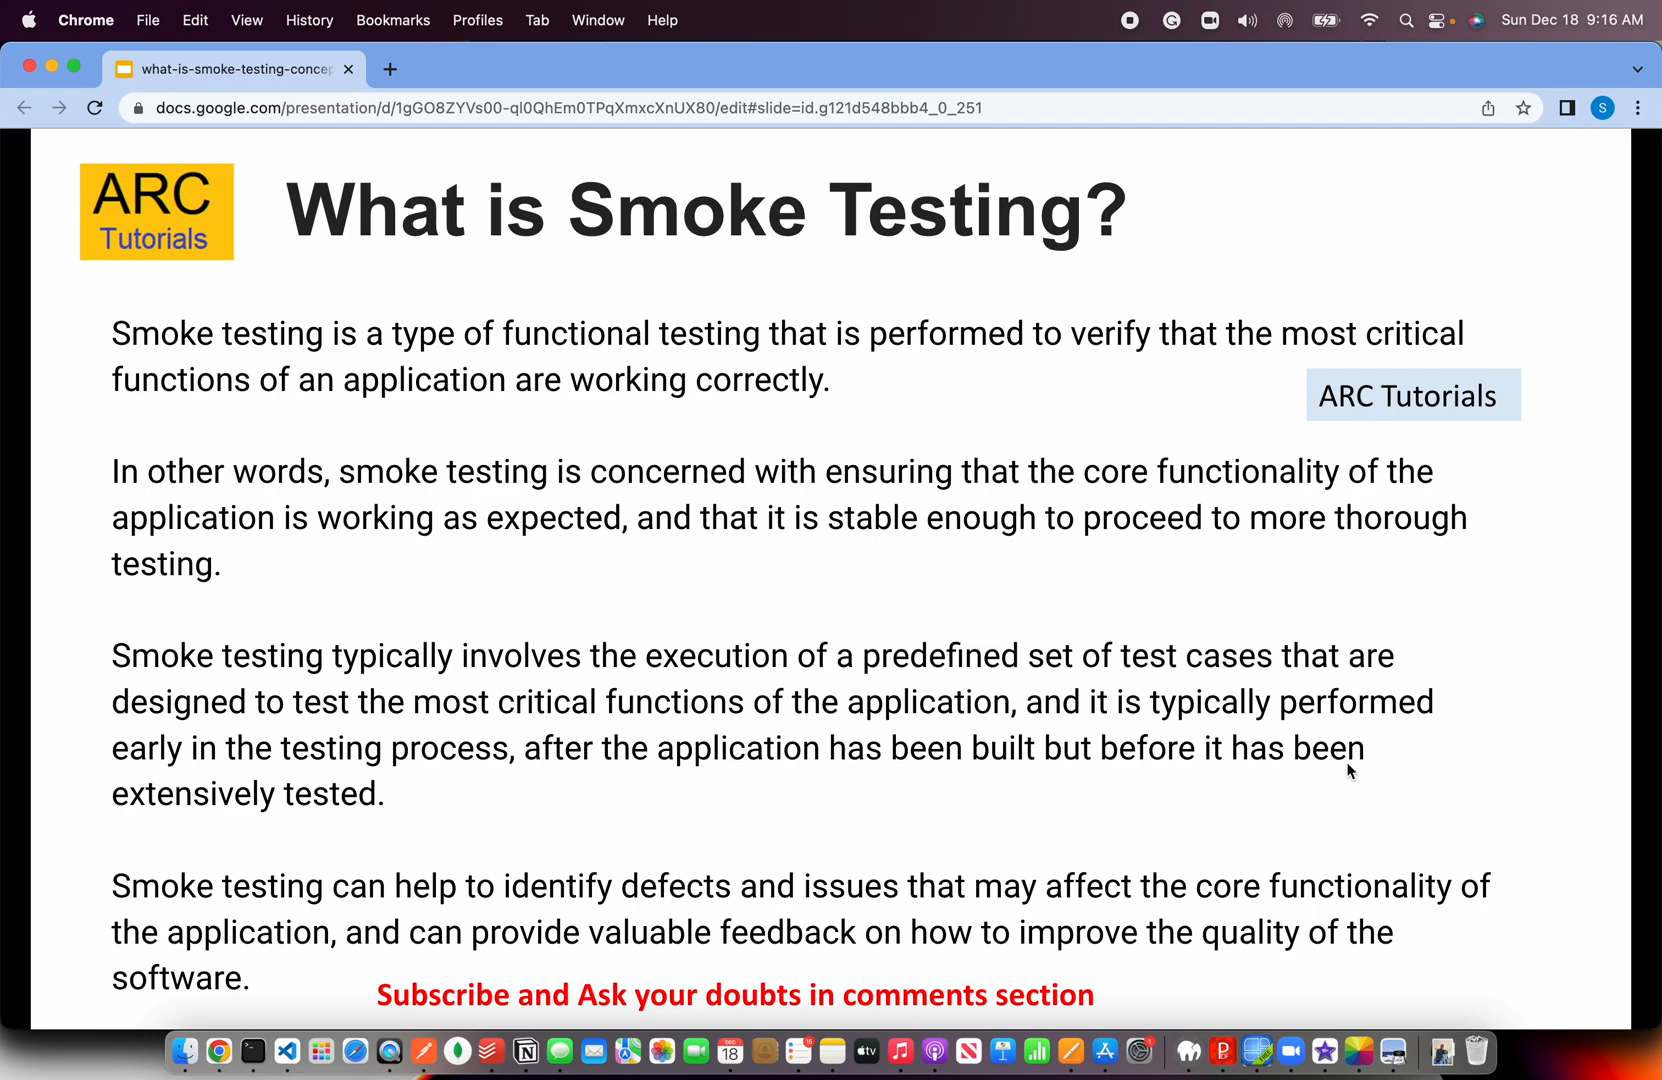 Chrome File Edit View History Bookmarks Profiles Tab Window Help Sun Dec 18 9:16 AM
what-is-smoke-testing-concep
docs.google.com/presentation/d/1gGO8ZYVs00-ql0QhEm0TPqXmxcXnUX80/edit#slide=id.g121d548bbb4_0_251
S
ARC
Tutorials
What is Smoke Testing?
Smoke testing is a type of functional testing that is performed to verify that the most critical
functions of an application are working correctly.
ARC Tutorials
In other words, smoke testing is concerned with ensuring that the core functionality of the
application is working as expected, and that it is stable enough to proceed to more thorough
testing.
Smoke testing typically involves the execution of a predefined set of test cases that are
designed to test the most critical functions of the application, and it is typically performed
early in the testing process, after the application has been built but before it has been
extensively tested.
Smoke testing can help to identify defects and issues that may affect the core functionality of
the application, and can provide valuable feedback on how to improve the quality of the
software.
Subscribe and Ask your doubts in comments section
DEC
18
tv